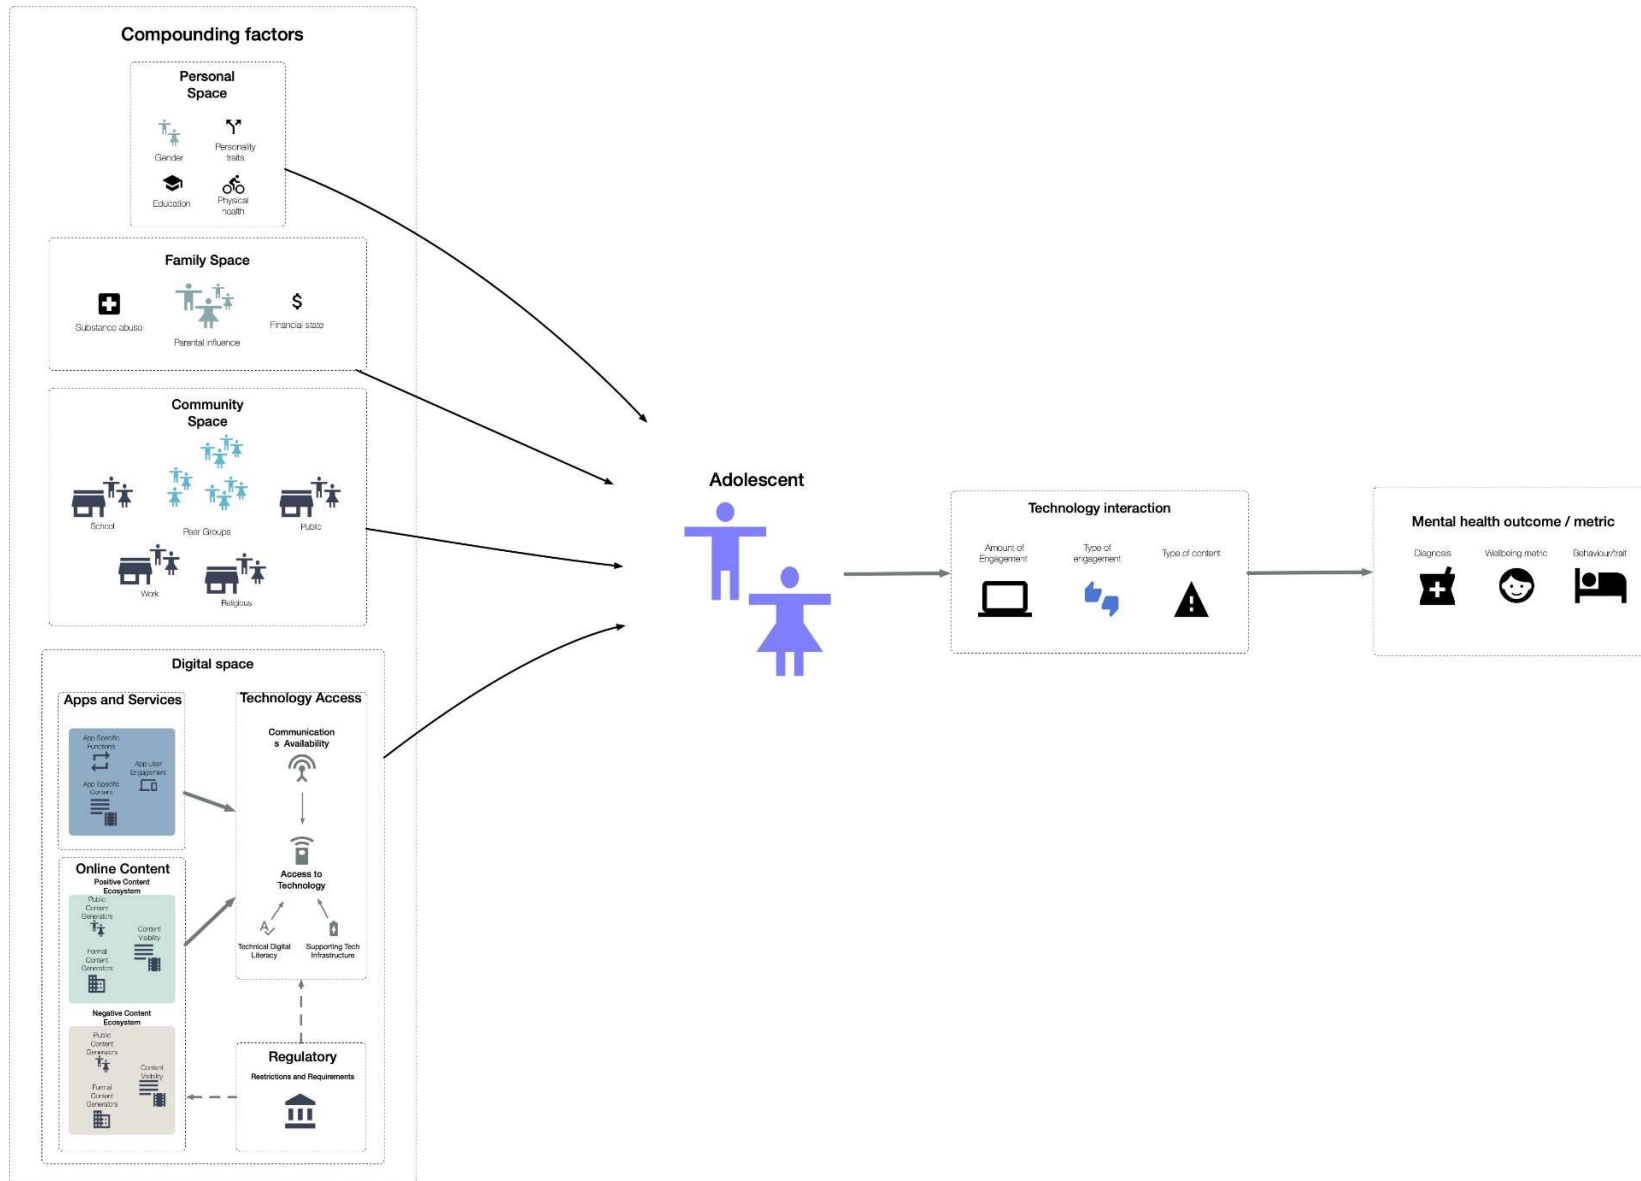 Compounding factors
Personal
Space
Gender
Personality
traits
Education
Physical
health
Family Space
Substance abuse
Parental influence
$
Financial state
Community
Space
School
Peer Groups
Public
Work
Religious
Digital space
Apps and Services
App Specific
Functions
App User
Engagement
App Specific
Content
Technology Access
Communication
s Availability
Access to
Technology
Technical Digital
Literacy
Supporting Tech
Infrastructure
Online Content
Positive Content
Ecosystem
Public
Content
Generators
Content
Visibility
Formal
Content
Generators
Negative Content
Ecosystem
Public
Content
Generators
Content
Visibility
Formal
Content
Generators
Regulatory
Restrictions and Requirements
Adolescent
Technology interaction
Amount of
Engagement
Type of
engagement
Type of content
Mental health outcome / metric
Diagnosis
Wellbeing metric
Behaviour/trait